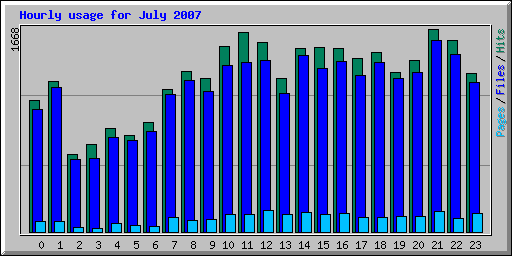 Hourly usage for July 2007
1668
Pages/Files/Hits
0 1 2 3 4 5 6 7 8 9 10 11 12 13 14 15 16 17 18 19 20 21 22 23